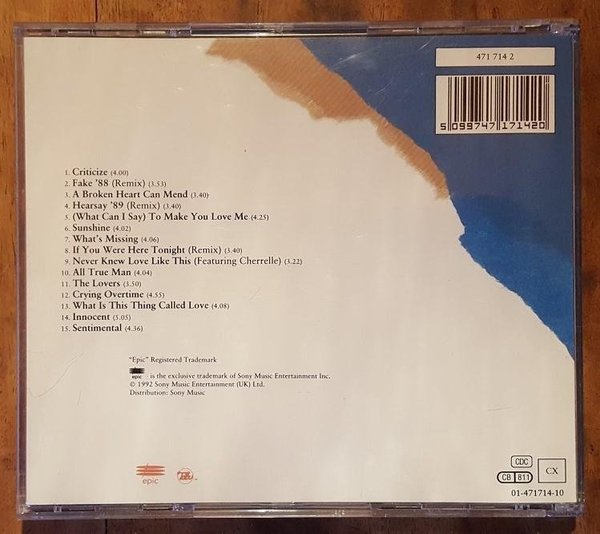 471 714 2
5 099747 171420
1. Criticize (4.00)
2. Fake '88 (Remix) (3.53)
3. A Broken Heart Can Mend (3.40)
4. Hearsay '89 (Remix) (3.40)
5. (What Can I Say) To Make You Love Me (4.25)
6. Sunshine (4.02)
7. What's Missing (4.06)
8. If You Were Here Tonight (Remix) (3.40)
9. Never Knew Love Like This (Featuring Cherrelle) (3.22)
10. All True Man (4.04)
11. The Lovers (3.50)
12. Crying Overtime (4.55)
13. What Is This Thing Called Love (4.08)
14. Innocent (5.05)
15. Sentimental (4.36)
"Epic" Registered Trademark
epic is the exclusive trademark of Sony Music Entertainment Inc.
© 1992 Sony Music Entertainment (UK) Ltd.
Distribution: Sony Music
epic
CDC
CB 811
CX
01-471714-10